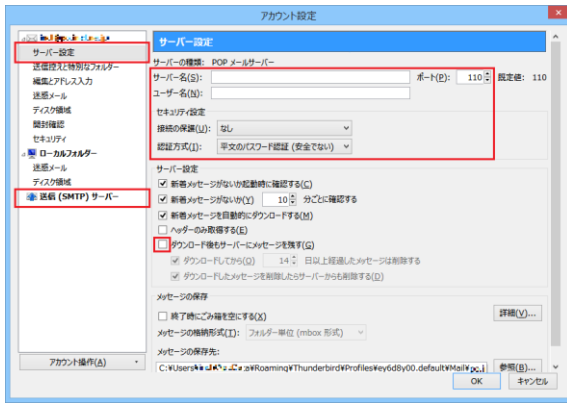 アカウント設定
サーバー設定
送信控えと特別なフォルダー
編集とアドレス入力
迷惑メール
ディスク領域
開封確認
セキュリティ
ローカルフォルダー
迷惑メール
ディスク領域
送信 (SMTP) サーバー
アカウント操作(A)
サーバー設定
サーバーの種類: POP メールサーバー
サーバー名(S): ポート(P): 110 既定値: 110
ユーザー名(N):
セキュリティ設定
接続の保護(U): なし
認証方式(I): 平文のパスワード認証 (安全でない)
サーバー設定
新着メッセージがないか起動時に確認する(C)
新着メッセージがないか(Y) 10 分ごとに確認する
新着メッセージを自動的にダウンロードする(M)
ヘッダーのみ取得する(E)
ダウンロード後もサーバーにメッセージを残す(G)
ダウンロードしてから(O) 14 日以上経過したメッセージは削除する
ダウンロードしたメッセージを削除したらサーバーからも削除する(D)
メッセージの保存
終了時にごみ箱を空にする(X) 詳細(V)...
メッセージの格納形式(T): フォルダー単位 (mbox 形式)
メッセージの保存先:
C:¥Users¥ a¥Roaming¥Thunderbird¥Profiles¥ey6d8y00.default¥Mail¥pc.i 参照(B)...
OK キャンセル